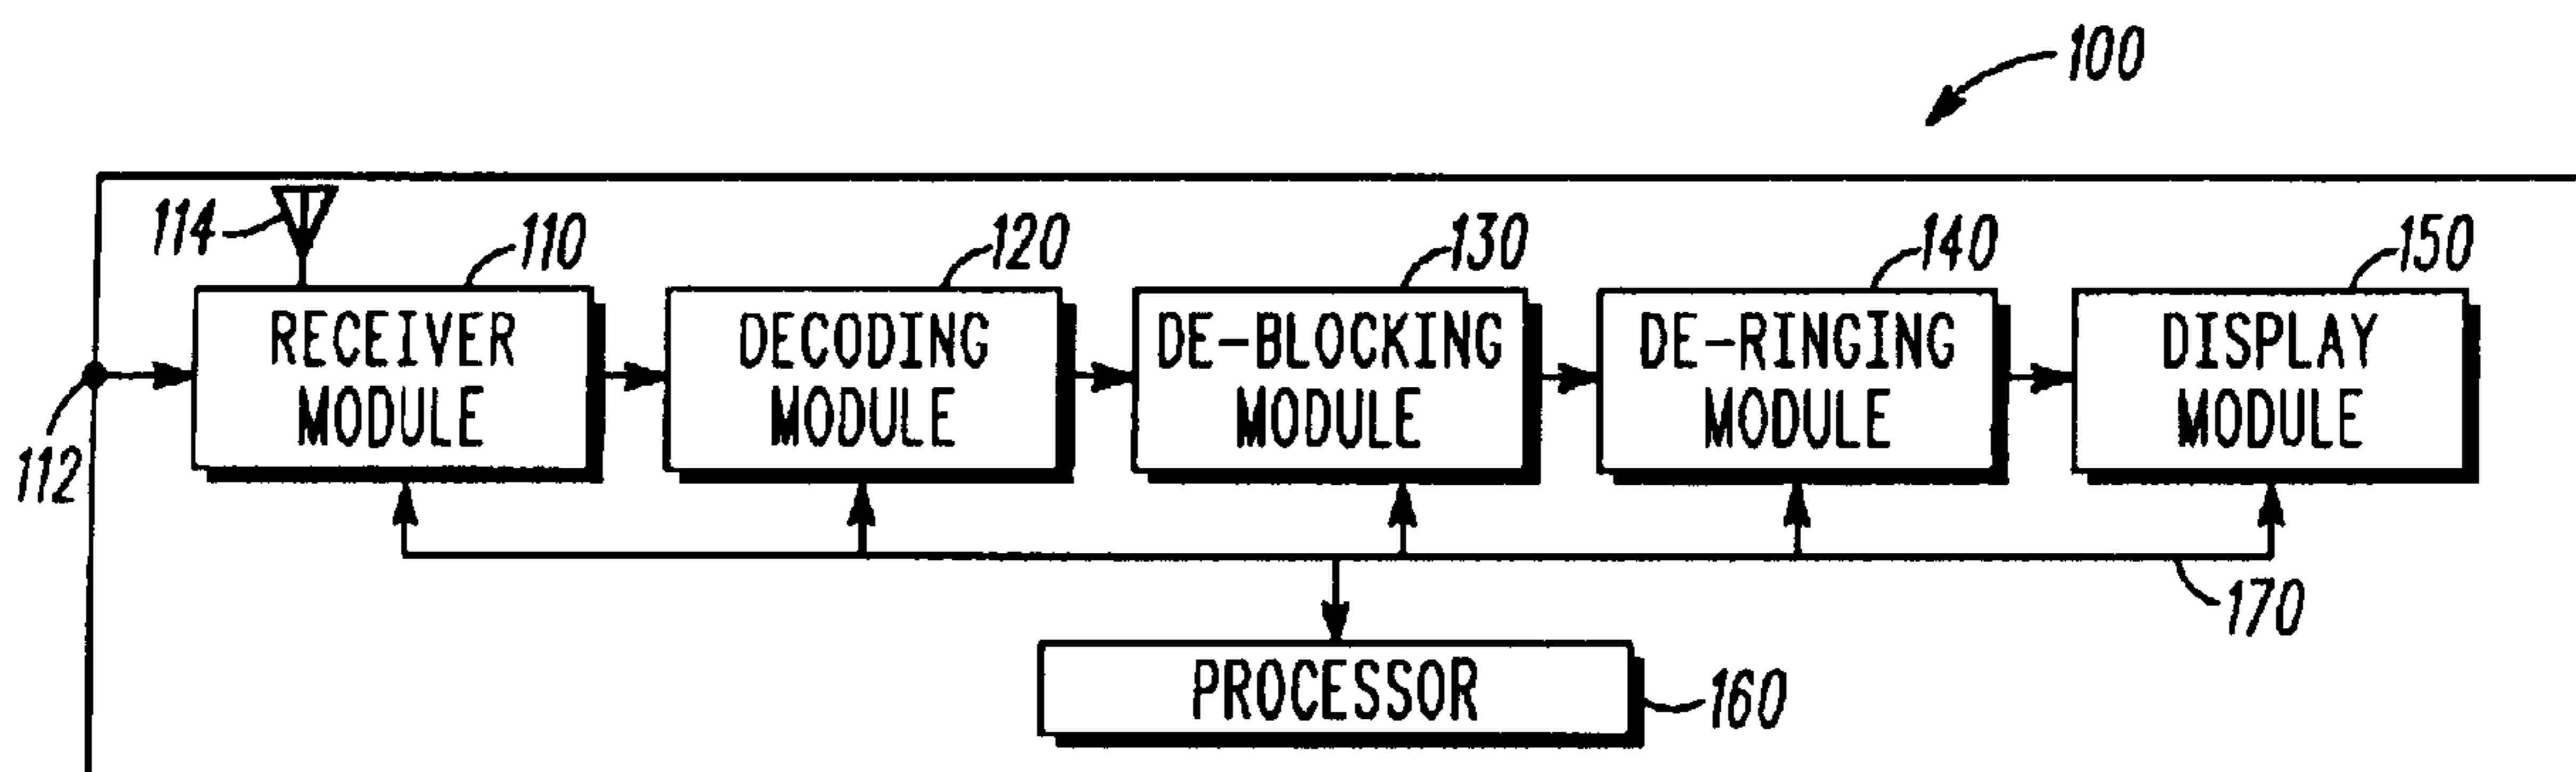 100
114
110
120
130
140
150
RECEIVER
MODULE
DECODING
MODULE
DE-BLOCKING
MODULE
DE-RINGING
MODULE
DISPLAY
MODULE
112
170
PROCESSOR
160